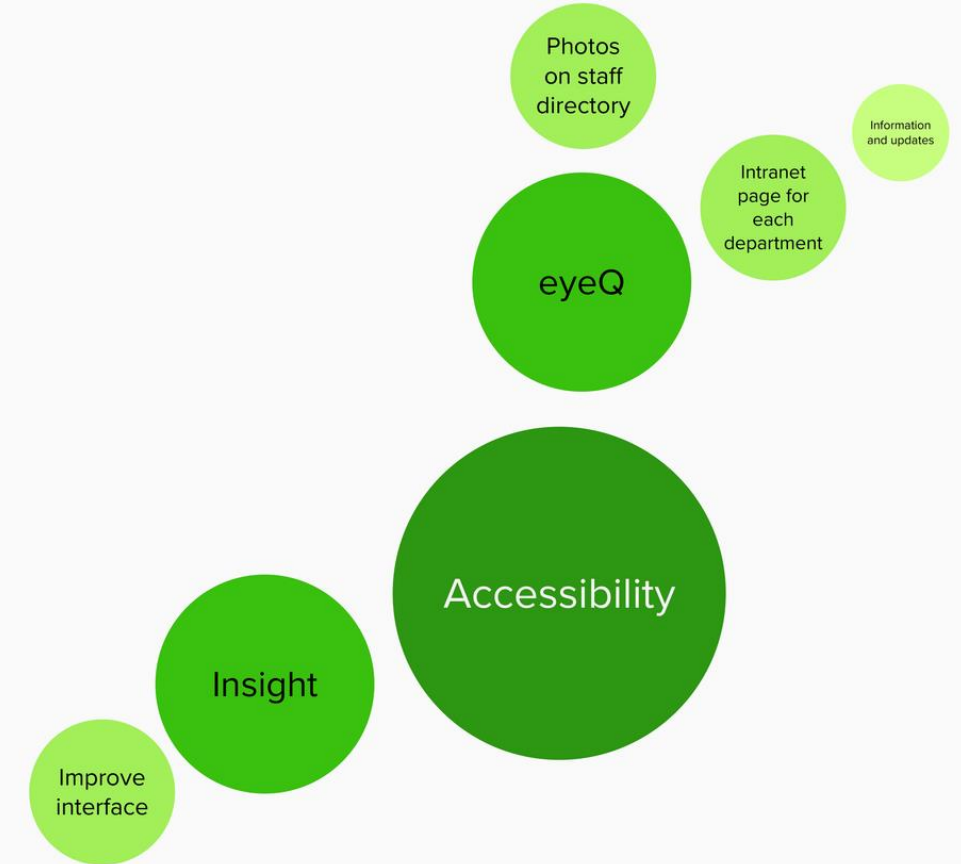 Photos
on staff
directory
Information
and updates
Intranet
page for
each
department
eyeQ
Accessibility
Insight
Improve
interface